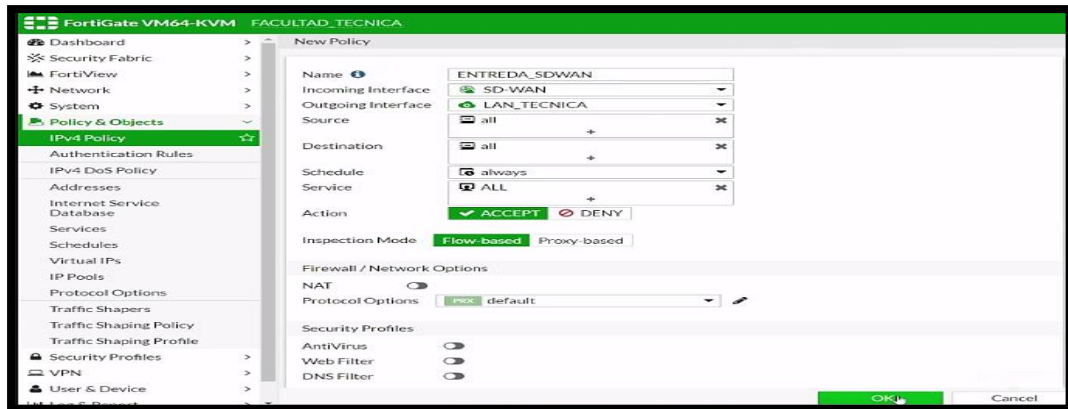 FortiGate VM64-KVM FACULTAD_TECNICA
Dashboard
Security Fabric
FortiView
Network
System
Policy & Objects
IPv4 Policy
Authentication Rules
IPv4 DoS Policy
Addresses
Internet Service
Database
Services
Schedules
Virtual IPs
IP Pools
Protocol Options
Traffic Shapers
Traffic Shaping Policy
Traffic Shaping Profile
Security Profiles
VPN
User & Device
Log & Report
New Policy
Name ENTREDA_SDWAN
Incoming Interface SD-WAN
Outgoing Interface LAN_TECNICA
Source all
+
Destination all
+
Schedule always
Service ALL
+
Action ACCEPT DENY
Inspection Mode Flow-based Proxy-based
Firewall / Network Options
NAT
Protocol Options PRX default
Security Profiles
AntiVirus
Web Filter
DNS Filter
OK Cancel